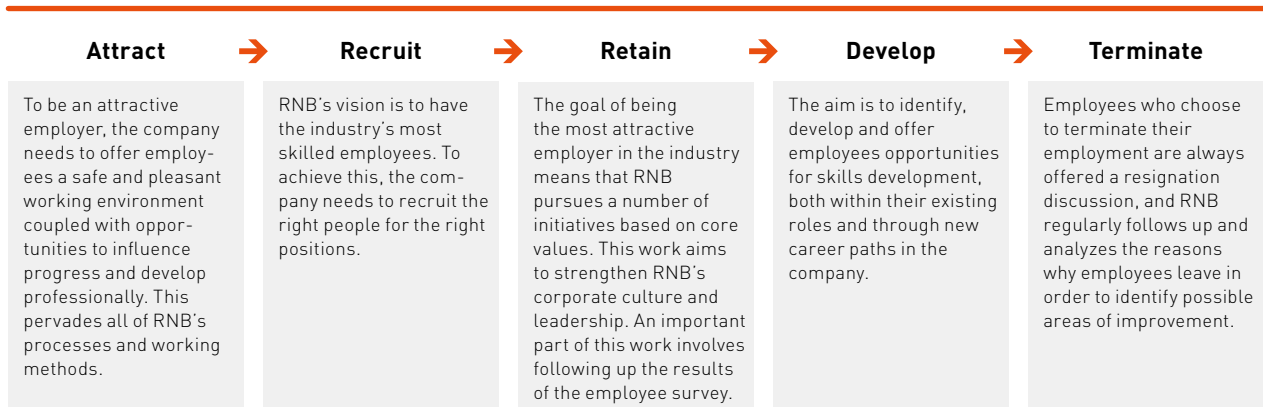 Attract
To be an attractive
employer, the company
needs to offer employ-
ees a safe and pleasant
working environment
coupled with oppor-
tunities to influence
progress and develop
professionally. This
pervades all of RNB's
processes and working
methods.
Recruit
RNB's vision is to have
the industry's most
skilled employees. To
achieve this, the com-
pany needs to recruit the
right people for the right
positions.
Retain
The goal of being
the most attractive
employer in the industry
means that RNB
pursues a number of
initiatives based on core
values. This work aims
to strengthen RNB's
corporate culture and
leadership. An important
part of this work involves
following up the results
of the employee survey.
Develop
The aim is to identify,
develop and offer
employees opportunities
for skills development,
both within their existing
roles and through new
career paths in the
company.
Terminate
Employees who choose
to terminate their
employment are always
offered a resignation
discussion, and RNB
regularly follows up and
analyzes the reasons
why employees leave in
order to identify possible
areas of improvement.